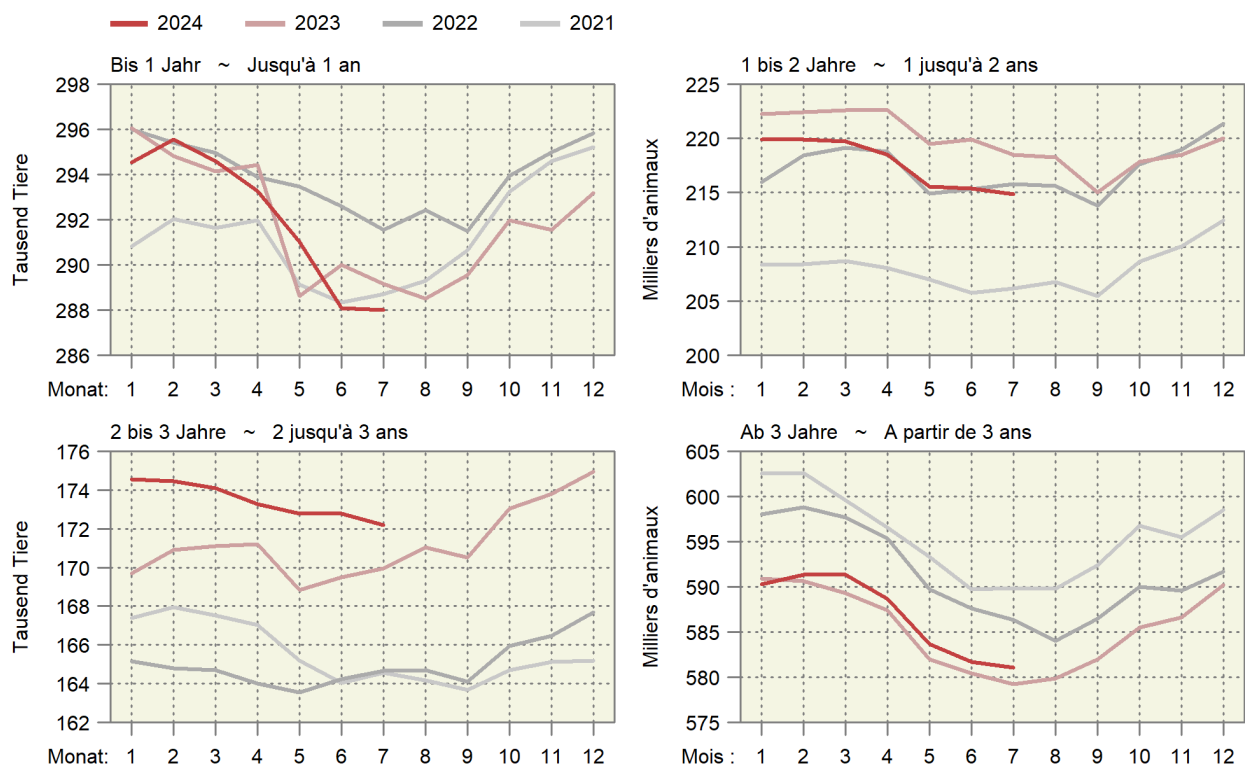 2024 2023 2022 2021
Bis 1 Jahr ~ Jusqu'à 1 an
Tausend Tiere
298
296
294
292
290
288
286
Monat: 1 2 3 4 5 6 7 8 9 10 11 12
1 bis 2 Jahre ~ 1 jusqu'à 2 ans
Milliers d'animaux
225
220
215
210
205
200
Mois : 1 2 3 4 5 6 7 8 9 10 11 12
2 bis 3 Jahre ~ 2 jusqu'à 3 ans
Tausend Tiere
176
174
172
170
168
166
164
162
Monat: 1 2 3 4 5 6 7 8 9 10 11 12
Ab 3 Jahre ~ A partir de 3 ans
Milliers d'animaux
605
600
595
590
585
580
575
Mois : 1 2 3 4 5 6 7 8 9 10 11 12